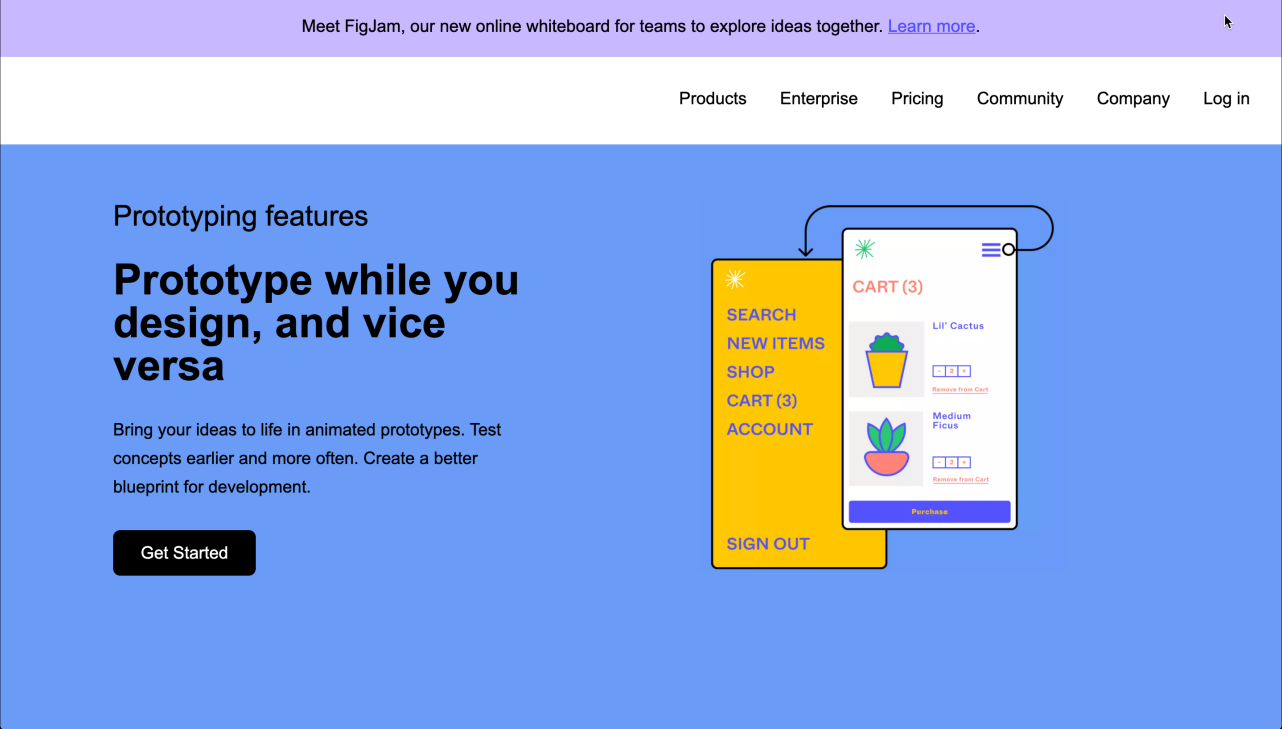 Meet FigJam, our new online whiteboard for teams to explore ideas together. Learn more.
Products Enterprise Pricing Community Company Log in
Prototyping features
Prototype while you
design, and vice
versa
Bring your ideas to life in animated prototypes. Test
concepts earlier and more often. Create a better
blueprint for development.
Get Started
SEARCH
NEW ITEMS
SHOP
CART (3)
ACCOUNT
SIGN OUT
CART (3)
Lil' Cactus
- 2 +
Remove from Cart
Medium
Ficus
- 2 +
Remove from Cart
Purchase